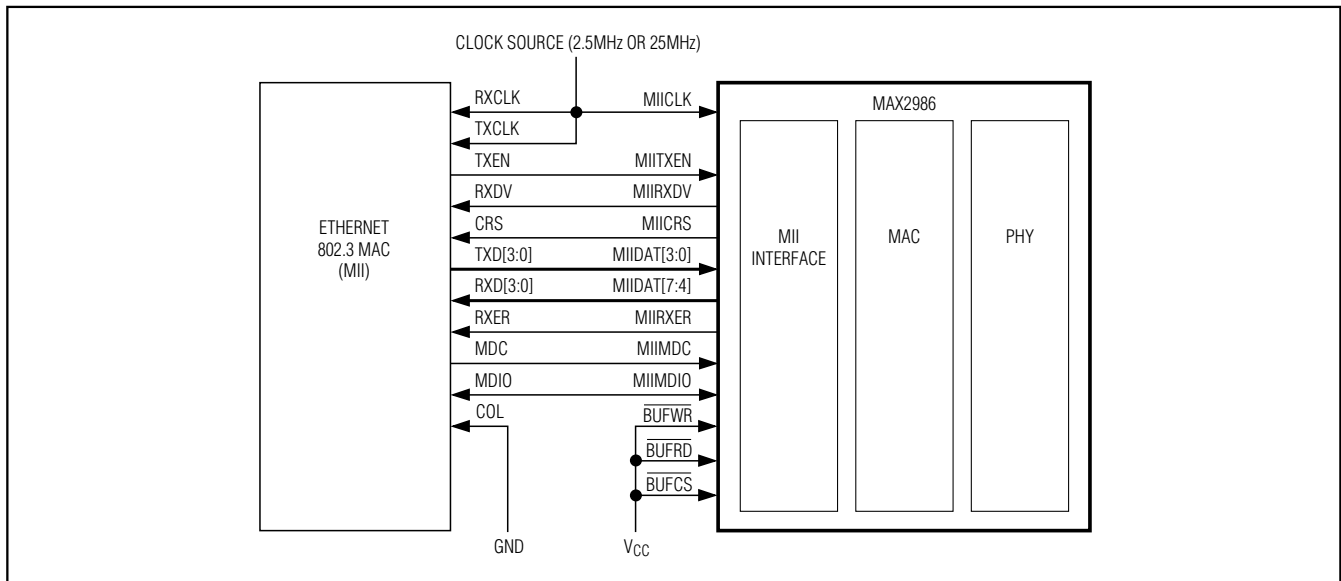 CLOCK SOURCE (2.5MHz OR 25MHz)
RXCLK MIICLK
MAX2986
TXCLK
TXEN MIITXEN
RXDV MIIRXDV
CRS MIICRS
ETHERNET
802.3 MAC
(MII)
MII
INTERFACE
MAC
PHY
TXD[3:0] MIIDAT[3:0]
RXD[3:0] MIIDAT[7:4]
RXER MIIRXER
MDC MIIMDC
MDIO MIIMDIO
COL BUFWR
BUFRD
BUFCS
GND VCC